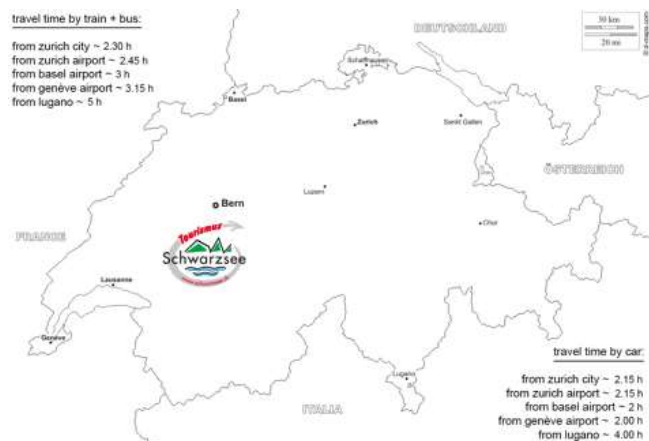 travel time by train + bus:
from zurich city ~ 2.30 h
from zurich airport ~ 2.45 h
from basel airport ~ 3 h
from genève airport ~ 3.15 h
from lugano ~ 5 h
DEUTSCHLAND
30 km
20 mi
© d-maps.com
Schaffhausen
Basel
Zurich
Sankt Gallen
ÖSTERREICH
Luzern
Bern
Chur
FRANCE
Tourismus
Schwarzsee
Lausanne
Genève
Lugano
ITALIA
travel time by car:
from zurich city ~ 2.15 h
from zurich airport ~ 2.15 h
from basel airport ~ 2 h
from genève airport ~ 2.00 h
from lugano ~ 4.00 h